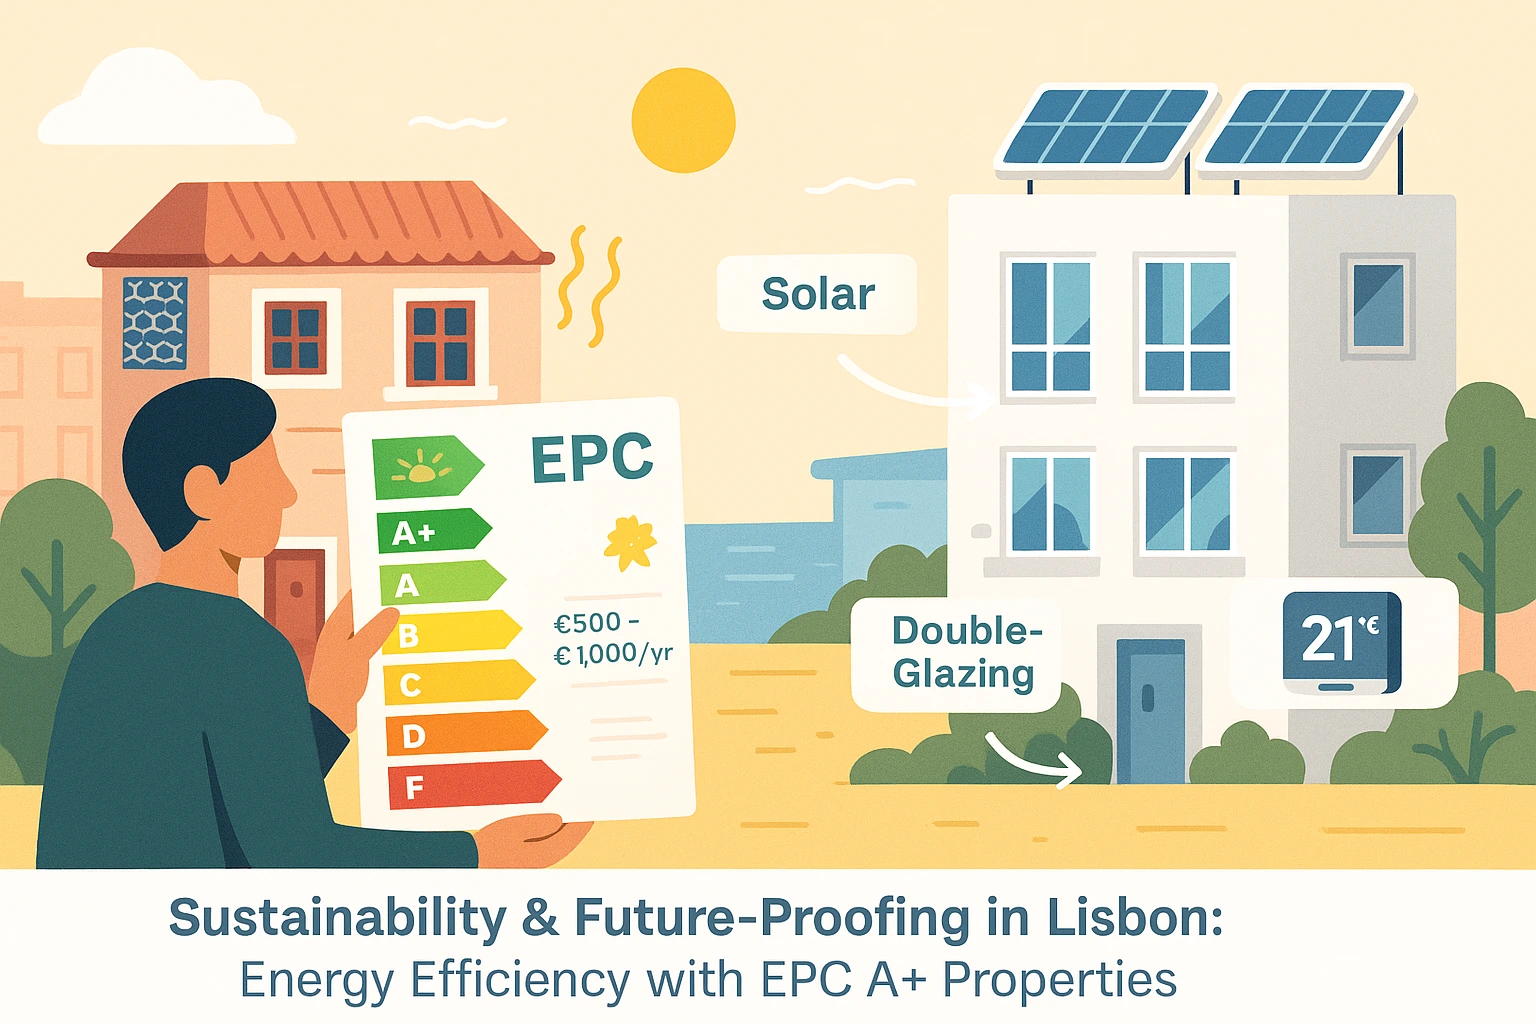 Solar
EPC
A+
A
B
C
D
F
€500 –
€1,000/yr
Double-
Glazing
21°€
Sustainability & Future-Proofing in Lisbon:
Energy Efficiency with EPC A+ Properties